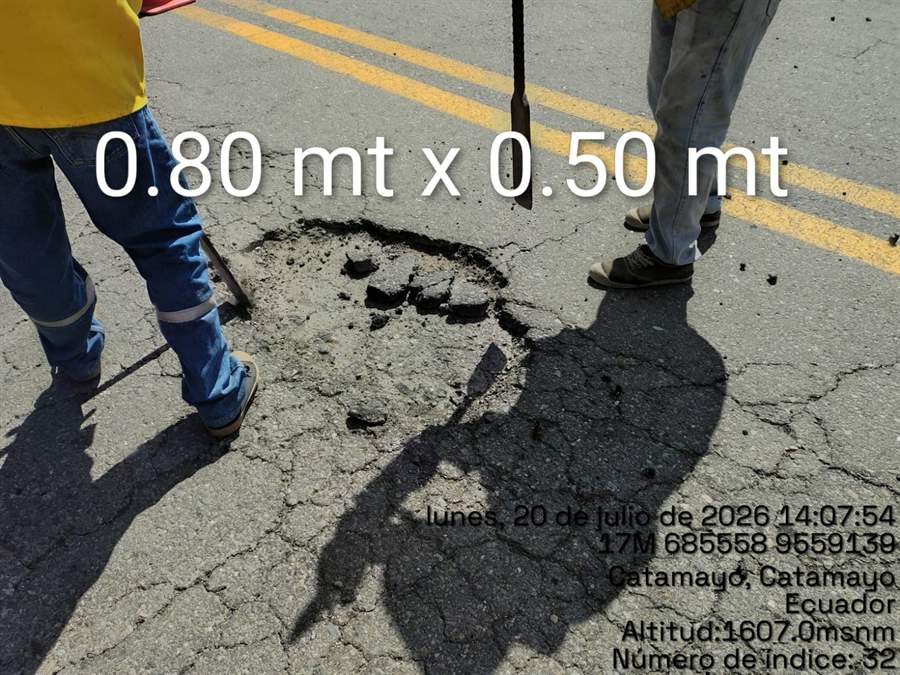 0.80 mt x 0.50 mt
lunes, 20 de julio de 2026 14:07:54
17M 685558 9559139
Catamayo, Catamayo
Ecuador
Altitud:1607.0msnm
Número de índice: 32